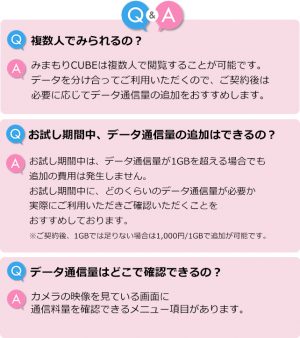 Q & A
Q 複数人でみられるの？
A みまもりCUBEは複数人で閲覧することが可能です。
データを分け合ってご利用いただくので、ご契約後は
必要に応じてデータ通信量の追加をおすすめします。
Q お試し期間中、データ通信量の追加はできるの？
A お試し期間中は、データ通信量が1GBを超える場合でも
追加の費用は発生しません。
お試し期間中に、どのくらいのデータ通信量が必要か
実際にご利用いただきご確認いただくことを
おすすめしております。
※ご契約後、1GBでは足りない場合は1,000円/1GBで追加が可能です。
Q データ通信量はどこで確認できるの？
A カメラの映像を見ている画面に
通信料量を確認できるメニュー項目があります。